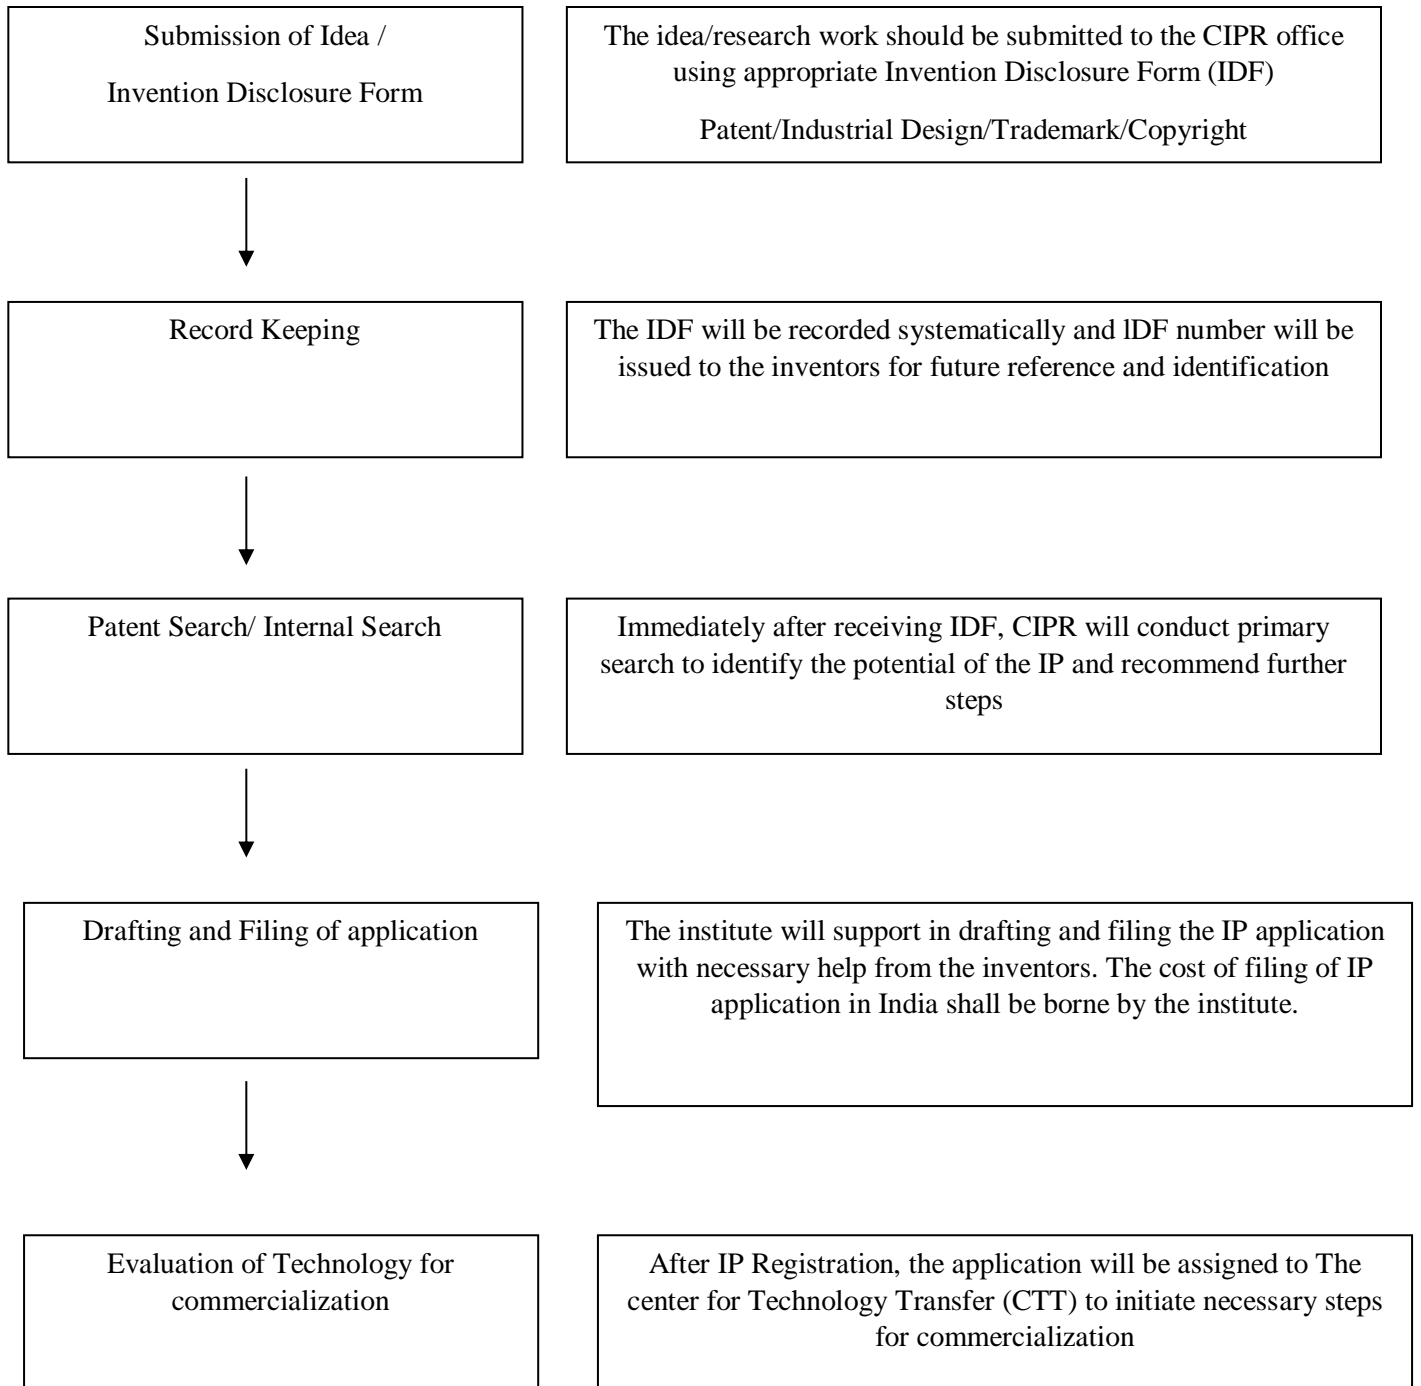 Submission of Idea /
Invention Disclosure Form
The idea/research work should be submitted to the CIPR office
using appropriate Invention Disclosure Form (IDF)
Patent/Industrial Design/Trademark/Copyright
Record Keeping
The IDF will be recorded systematically and lDF number will be
issued to the inventors for future reference and identification
Patent Search/ Internal Search
Immediately after receiving IDF, CIPR will conduct primary
search to identify the potential of the IP and recommend further
steps
Drafting and Filing of application
The institute will support in drafting and filing the IP application
with necessary help from the inventors. The cost of filing of IP
application in India shall be borne by the institute.
Evaluation of Technology for
commercialization
After IP Registration, the application will be assigned to The
center for Technology Transfer (CTT) to initiate necessary steps
for commercialization